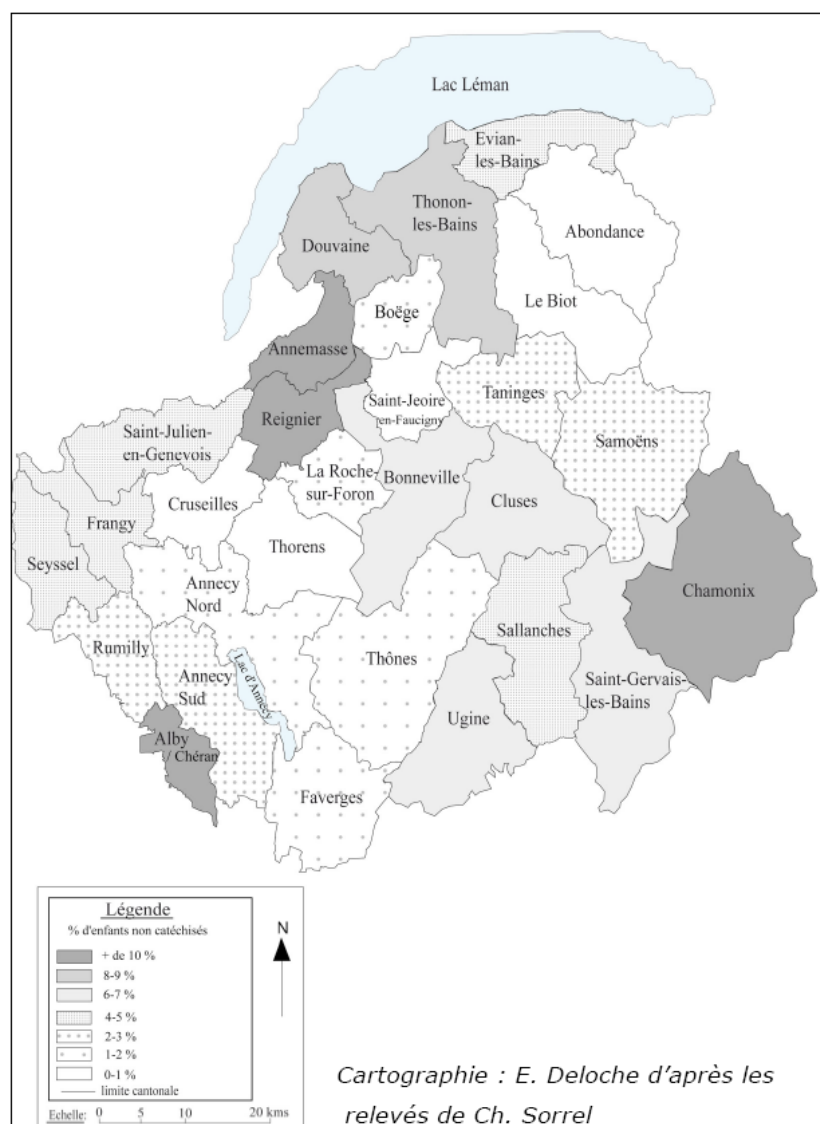 Lac Léman
Evian-
les-Bains
Thonon-
les-Bains
Abondance
Douvaine
Le Biot
Boëge
Annemasse
Saint-Jeoire
en-Faucigny
Taninges
Reignier
Saint-Julien-
en-Genevois
Samoëns
La Roche-
sur-Foron
Bonneville
Cluses
Cruseilles
Frangy
Thorens
Seyssel
Annecy
Nord
Chamonix
Sallanches
Rumilly
Annecy
Sud
Lac d'Annecy
Thônes
Saint-Gervais-
les-Bains
Ugine
Alby
/ Chéran
Faverges
Légende
% d'enfants non catéchisés
+ de 10 %
8-9 %
6-7 %
4-5 %
2-3 %
1-2 %
0-1 %
limite cantonale
Echelle: 0 5 10 20 kms
N
Cartographie : E. Deloche d'après les
relevés de Ch. Sorrel